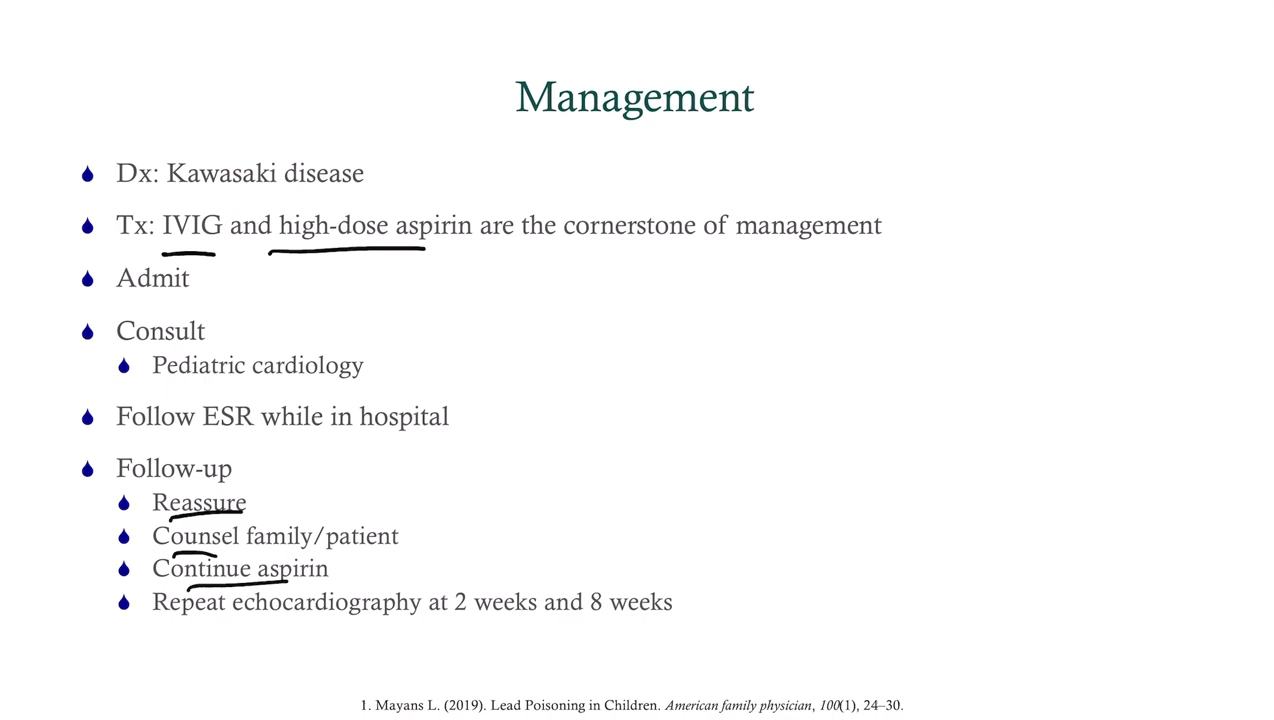 Management
Dx: Kawasaki disease
Tx: IVIG and high-dose aspirin are the cornerstone of management
Admit
Consult
Pediatric cardiology
Follow ESR while in hospital
Follow-up
Reassure
Counsel family/patient
Continue aspirin
Repeat echocardiography at 2 weeks and 8 weeks
1. Mayans L. (2019). Lead Poisoning in Children. American family physician, 100(1), 24–30.